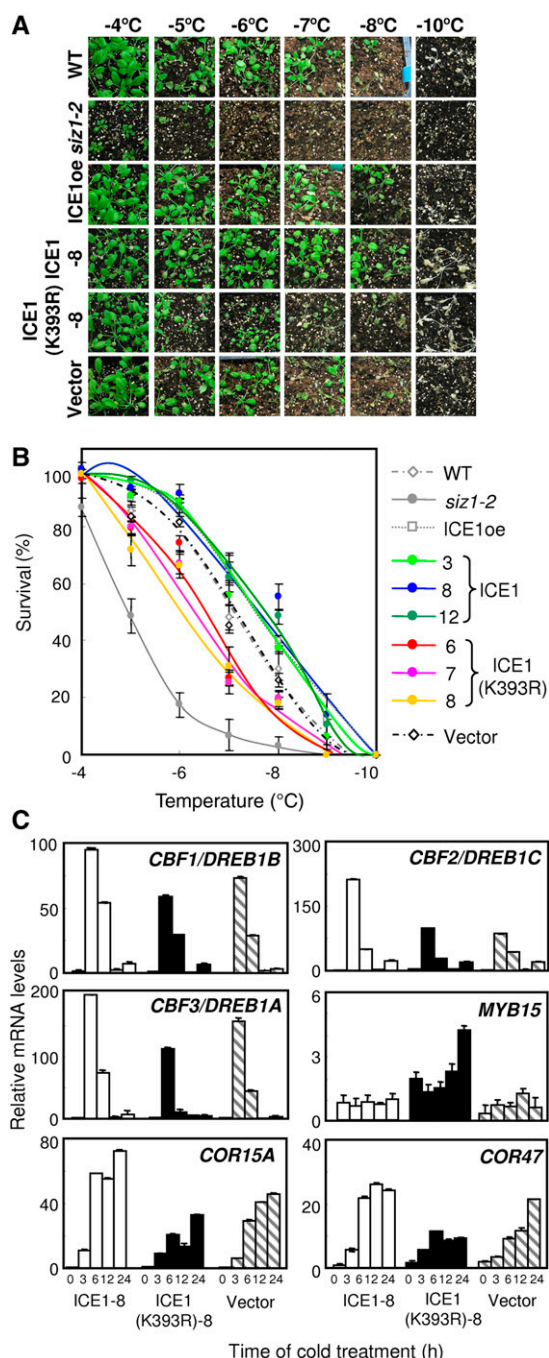 A
-4°C -5°C -6°C -7°C -8°C -10°C
WT
siz1-2
ICE1oe
ICE1
-8
ICE1
(K393R)
-8
Vector
B
Survival (%)
100
80
60
40
20
0
-4 -6 -8 -10
Temperature (°C)
WT
siz1-2
ICE1oe
3
8
12
ICE1
6
7
8
ICE1
(K393R)
Vector
C
Relative mRNA levels
CBF1/DREB1B
100
50
0
CBF2/DREB1C
300
150
0
CBF3/DREB1A
200
100
0
MYB15
6
3
1
0
COR15A
80
40
0
COR47
40
20
0
0 3 6 12 24 0 3 6 12 24 0 3 6 12 24
ICE1-8 ICE1 (K393R)-8 Vector
0 3 6 12 24 0 3 6 12 24 0 3 6 12 24
ICE1-8 ICE1 (K393R)-8 Vector
Time of cold treatment (h)